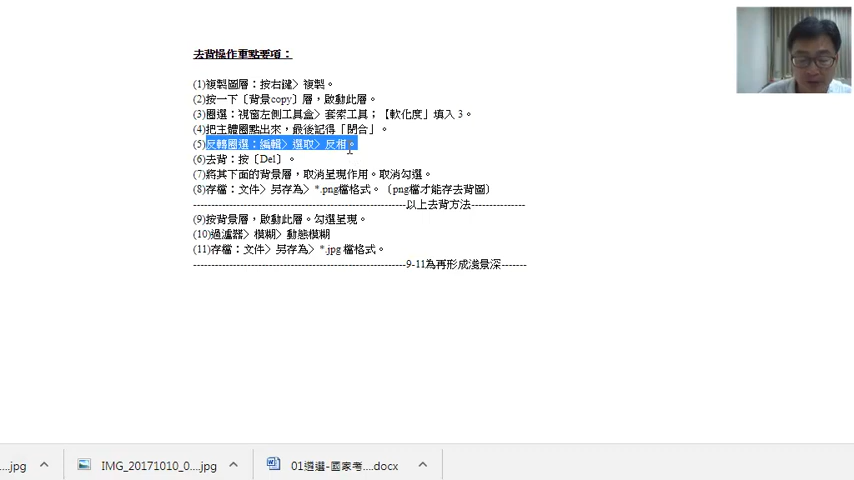 去背操作重點要項：
(1)複製圖層：按右鍵> 複製。
(2)按一下〔背景copy〕層，啟動此層。
(3)圈選：視窗左側工具盒> 套索工具；【軟化度】填入 3。
(4)把主體圈點出來，最後記得「閉合」。
(5)反轉圈選：編輯> 選取> 反相。
(6)去背：按〔Del〕。
(7)將其下面的背景層，取消呈現作用。取消勾選。
(8)存檔：文件> 另存為> *.png檔格式。〔png檔才能存去背圖〕
-----------------------------------------------------以上去背方法---------------
(9)按背景層，啟動此層。勾選呈現。
(10)過濾器> 模糊> 動態模糊
(11)存檔：文件> 另存為> *.jpg 檔格式。
-----------------------------------------------------9-11為再形成淺景深-------
....jpg
IMG_20171010_0....jpg
01遴選-國家考....docx